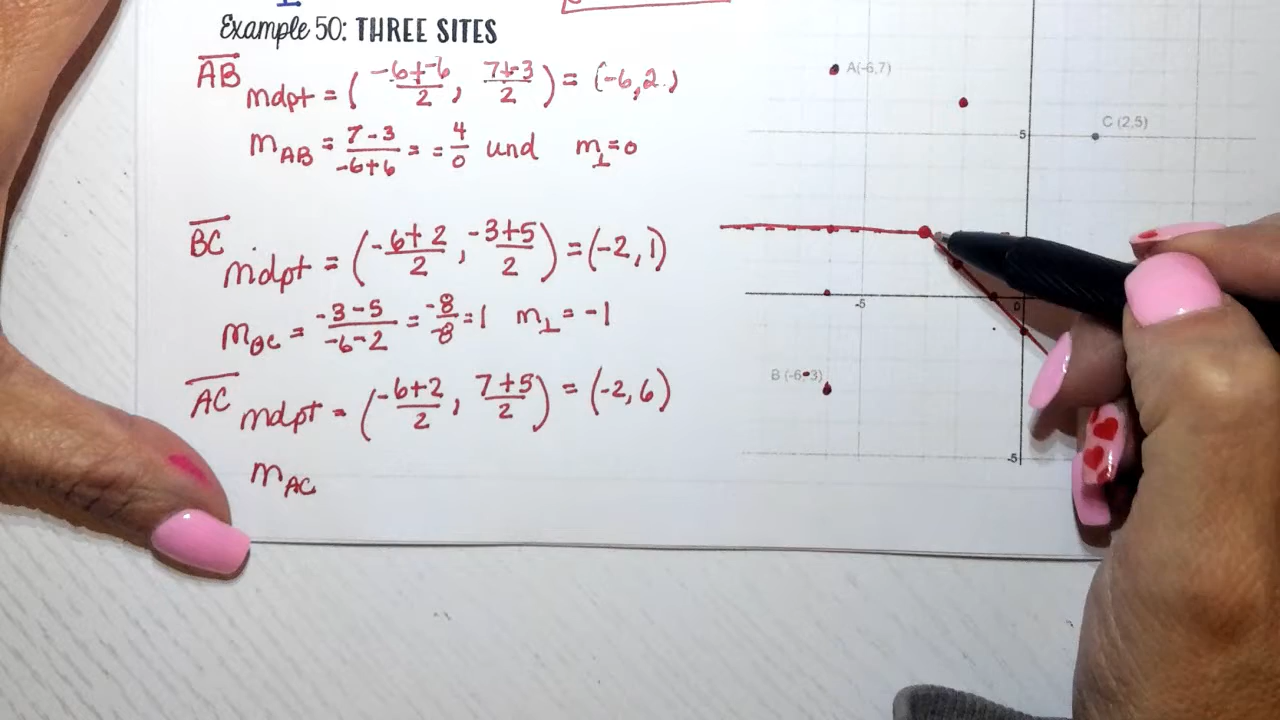 Example 50: THREE SITES
AB mdpt = (-6+-6/2, 7+-3/2) = (-6,2)
m_AB = 7-3/-6+6 = = 4/0 und m⊥=0
BC mdpt = (-6+2/2, -3+5/2) = (-2,1)
m_BC = -3-5/-6-2 = -8/-8 = 1 m⊥ = -1
AC mdpt = (-6+2/2, 7+5/2) = (-2,6)
m_AC
A(-6,7)
C (2,5)
5
-5
0
B (-6,-3)
-5